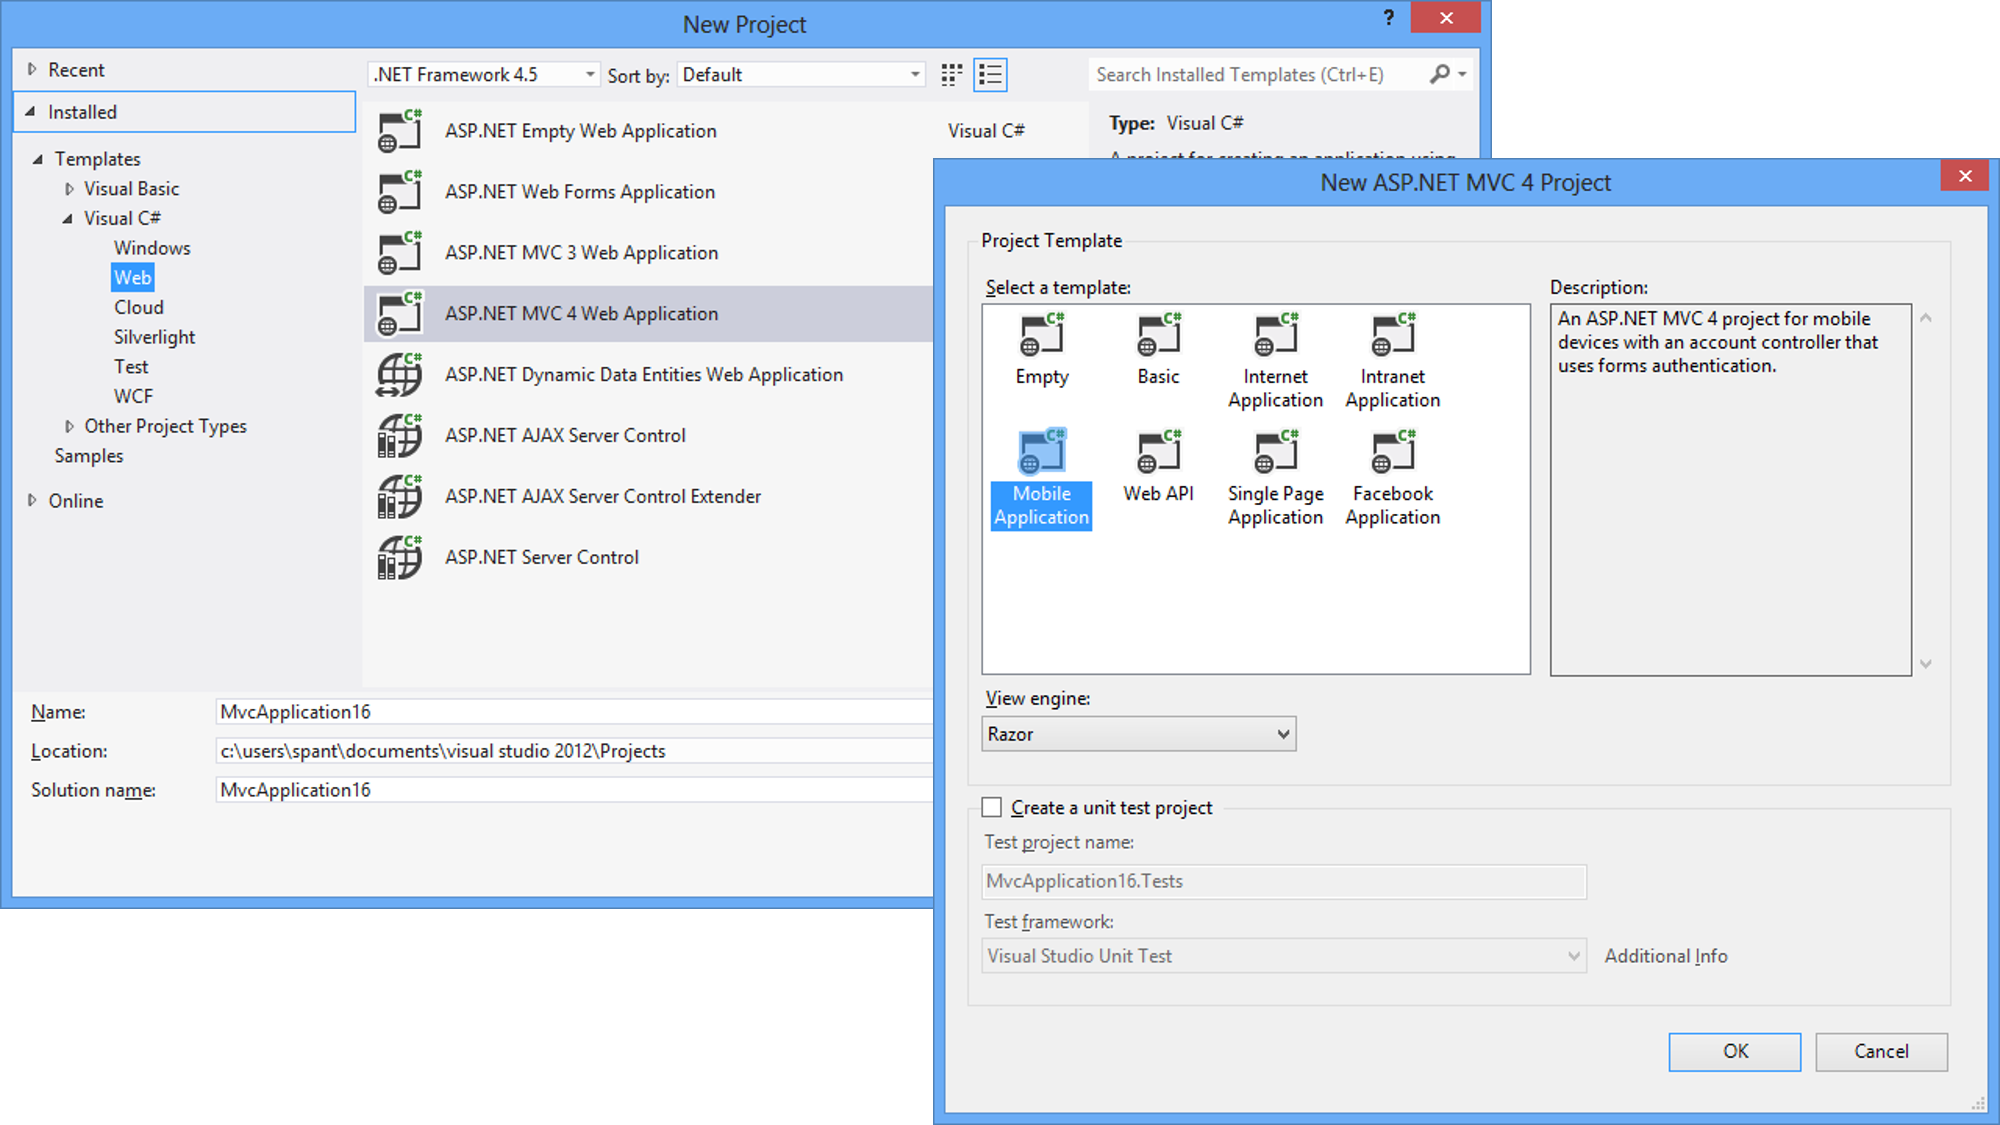 New Project
?
Recent
Installed
Templates
Visual Basic
Visual C#
Windows
Web
Cloud
Silverlight
Test
WCF
Other Project Types
Samples
Online
.NET Framework 4.5
Sort by:
Default
Search Installed Templates (Ctrl+E)
C# ASP.NET Empty Web Application Visual C#
C# ASP.NET Web Forms Application
C# ASP.NET MVC 3 Web Application
C# ASP.NET MVC 4 Web Application
C# ASP.NET Dynamic Data Entities Web Application
C# ASP.NET AJAX Server Control
C# ASP.NET AJAX Server Control Extender
C# ASP.NET Server Control
Type: Visual C#
A project for creating an application using
Name: MvcApplication16
Location: c:\users\spant\documents\visual studio 2012\Projects
Solution name: MvcApplication16
New ASP.NET MVC 4 Project
Project Template
Select a template:
C# C# C# C#
Empty Basic Internet Intranet
Application Application
C# C# C# C#
Mobile Web API Single Page Facebook
Application Application Application
Description:
An ASP.NET MVC 4 project for mobile
devices with an account controller that
uses forms authentication.
View engine:
Razor
Create a unit test project
Test project name:
MvcApplication16.Tests
Test framework:
Visual Studio Unit Test
Additional Info
OK Cancel